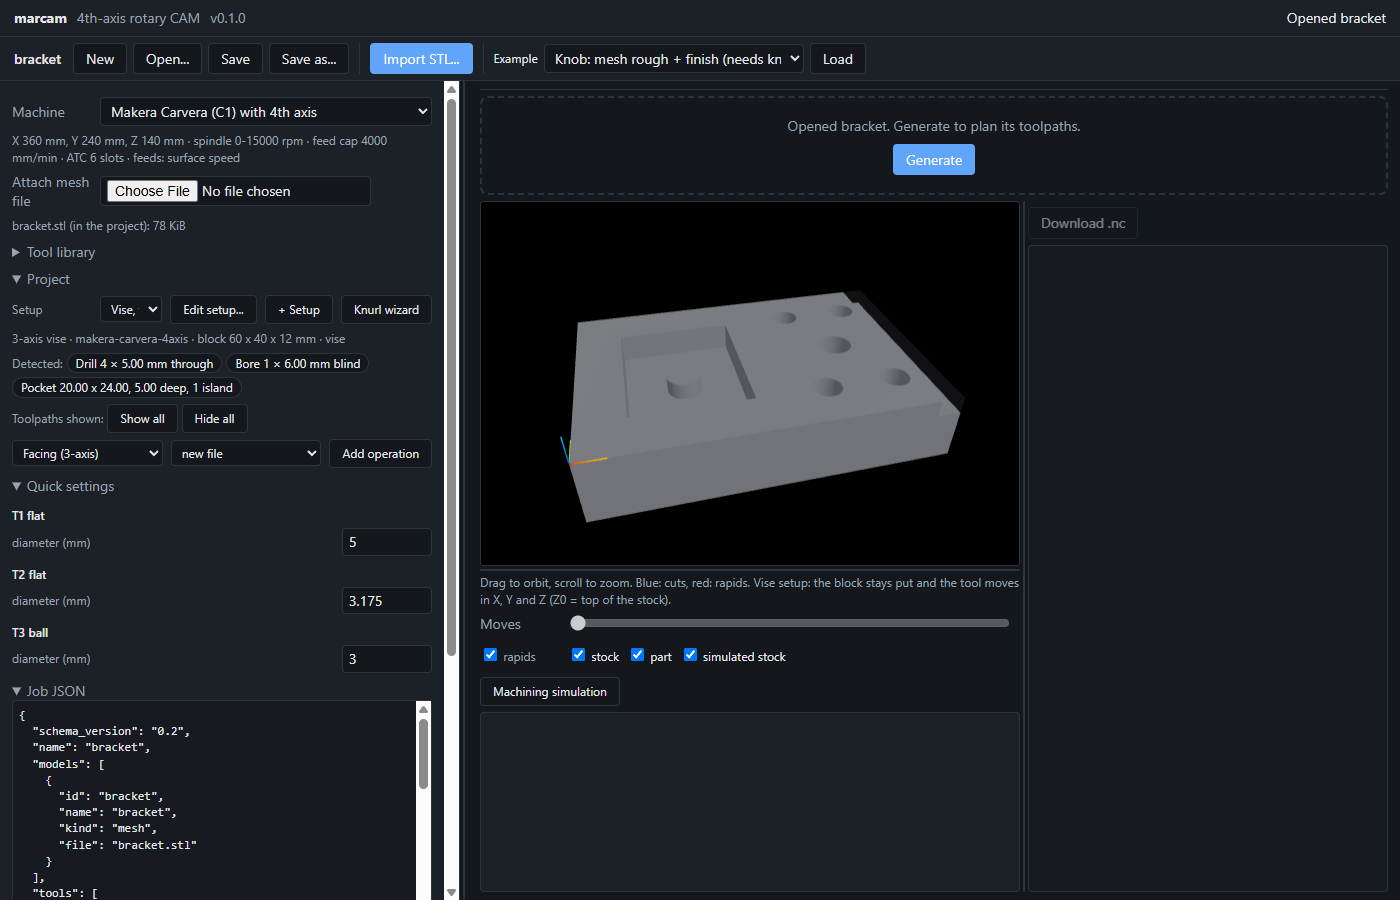 marcam 4th-axis rotary CAM v0.1.0 Opened bracket
bracket New Open... Save Save as... Import STL... Example Knob: mesh rough + finish (needs kn Load
Machine Makera Carvera (C1) with 4th axis
X 360 mm, Y 240 mm, Z 140 mm · spindle 0-15000 rpm · feed cap 4000
mm/min · ATC 6 slots · feeds: surface speed
Attach mesh
file
Choose File No file chosen
bracket.stl (in the project): 78 KiB
Tool library
Project
Setup Vise, Edit setup... + Setup Knurl wizard
3-axis vise · makera-carvera-4axis · block 60 x 40 x 12 mm · vise
Detected: Drill 4 × 5.00 mm through Bore 1 × 6.00 mm blind
Pocket 20.00 x 24.00, 5.00 deep, 1 island
Toolpaths shown: Show all Hide all
Facing (3-axis) new file Add operation
Quick settings
T1 flat
diameter (mm) 5
T2 flat
diameter (mm) 3.175
T3 ball
diameter (mm) 3
Job JSON
{
"schema_version": "0.2",
"name": "bracket",
"models": [
{
"id": "bracket",
"name": "bracket",
"kind": "mesh",
"file": "bracket.stl"
}
],
"tools": [
Opened bracket. Generate to plan its toolpaths.
Generate
Download .nc
Drag to orbit, scroll to zoom. Blue: cuts, red: rapids. Vise setup: the block stays put and the tool moves
in X, Y and Z (Z0 = top of the stock).
Moves
rapids stock part simulated stock
Machining simulation